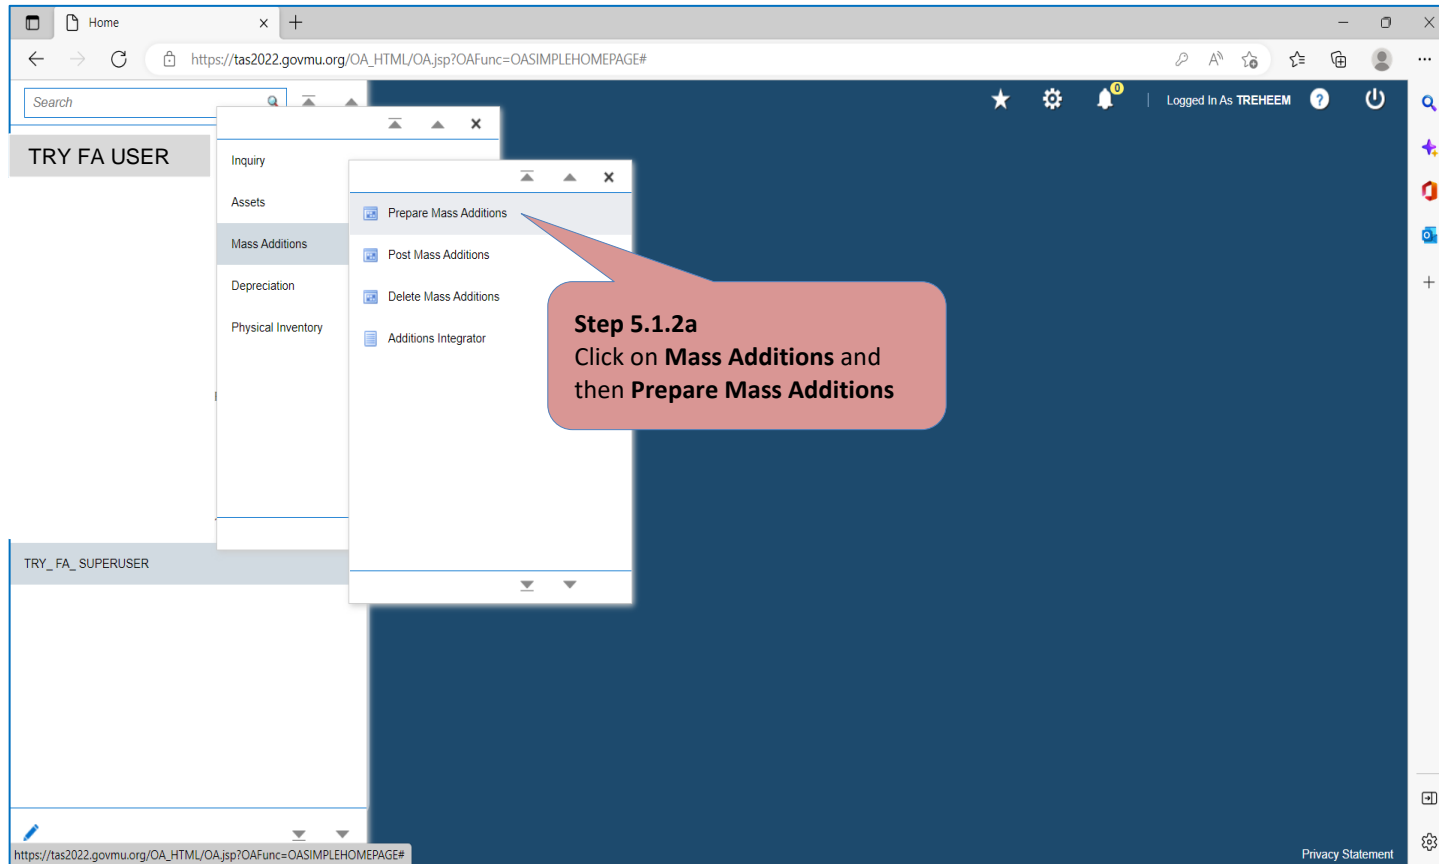 Home
https://tas2022.govmu.org/OA_HTML/OA.jsp?OAFunc=OASIMPLEHOMEPAGE#
Search
0
Logged In As TREHEEM
?
TRY FA USER
Inquiry
Assets
Mass Additions
Depreciation
Physical Inventory
Prepare Mass Additions
Post Mass Additions
Delete Mass Additions
Additions Integrator
Step 5.1.2a
Click on Mass Additions and
then Prepare Mass Additions
TRY_ FA_ SUPERUSER
https://tas2022.govmu.org/OA_HTML/OA.jsp?OAFunc=OASIMPLEHOMEPAGE#
Privacy Statement